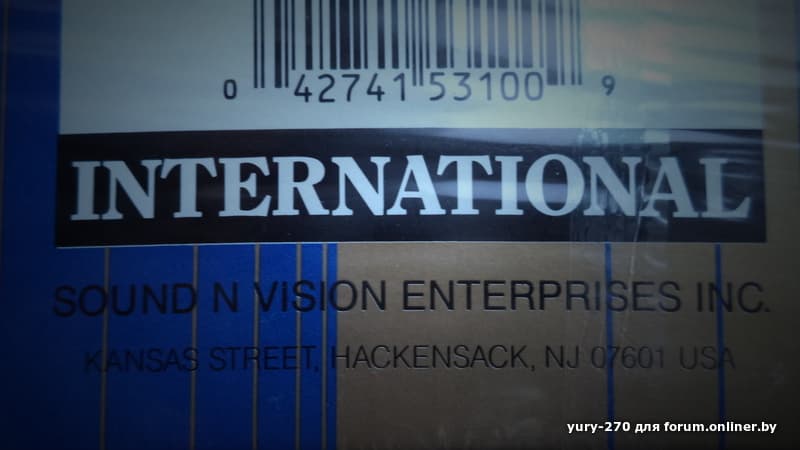 0 42741 53100 9
INTERNATIONAL
SOUND N ViSION ENTERPRISES INC.
KANSAS STREET, HACKENSACK, NJ 07601 USA
yury-270 для forum.onliner.by